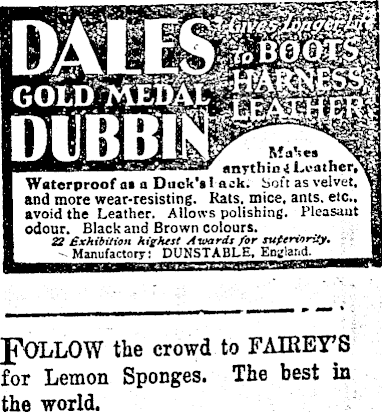 DALES
GOLD MEDAL
DUBBIN
Gives Longer Life
to BOOTS
HARNESS
LEATHER
Makes
anything Leather,
Waterproof as a Duck's Back. Soft as velvet,
and more wear-resisting. Rats, mice, ants, etc.,
avoid the Leather. Allows polishing. Pleasant
odour. Black and Brown colours.
22 Exhibition highest Awards for superiority.
Manufactory: DUNSTABLE, England.
FOLLOW the crowd to FAIREY'S
for Lemon Sponges. The best in
the world.